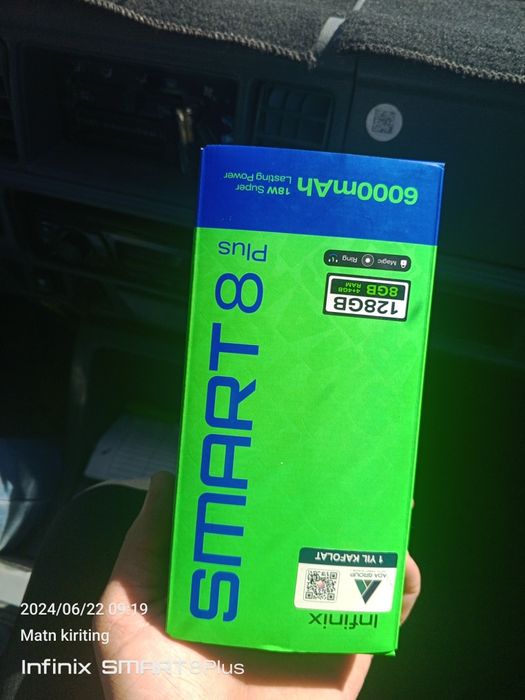 6000mAh
18W Super
Lasting Power
SMART 8
Plus
Magic
Ring
128GB
8GB
4+4GB
RAM
1 YIL KAFOLAT
ADA GROUP
Infinix
2024/06/22 09:19
Matn kiriting
Infinix SMART 8 Plus